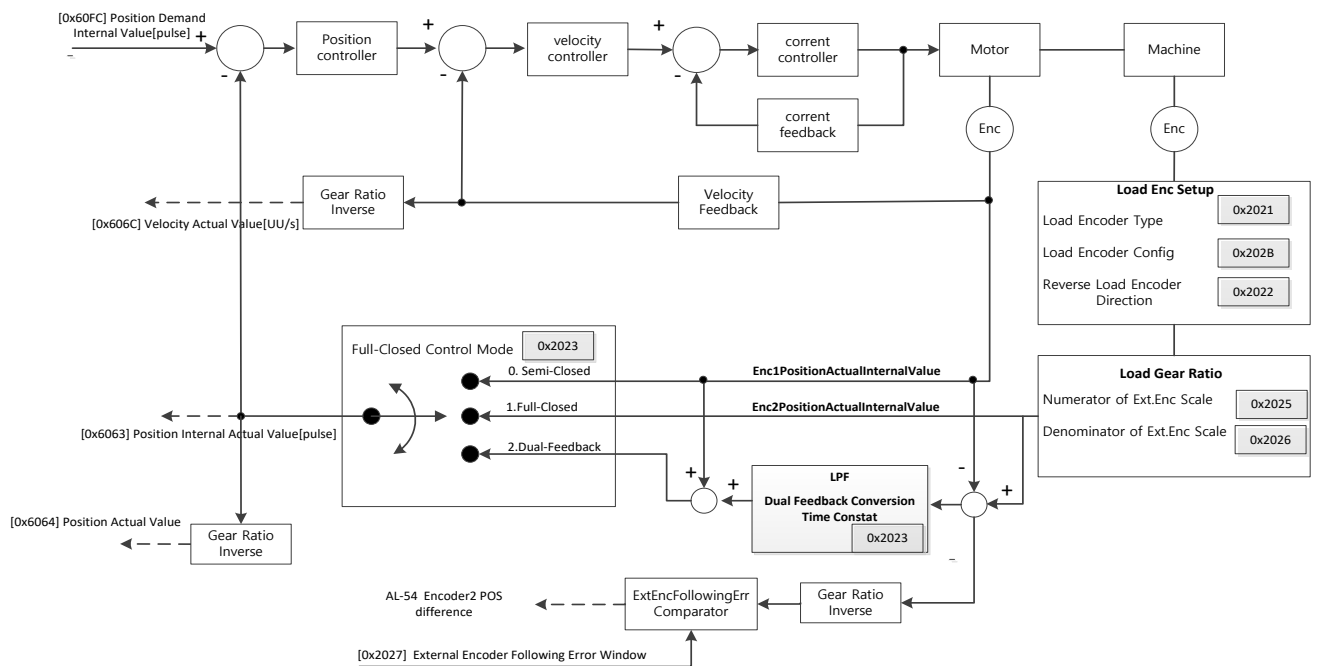 [0x60FC] Position Demand
Internal Value[pulse]
+
-
-
Position
controller
+
-
velocity
controller
+
-
corrent
controller
corrent
feedback
Motor
Machine
Enc
Enc
Gear Ratio
Inverse
Velocity
Feedback
[0x606C] Velocity Actual Value[UU/s]
Load Enc Setup
Load Encoder Type
0x2021
Load Encoder Config
0x202B
Reverse Load Encoder
Direction
0x2022
Full-Closed Control Mode
0x2023
0. Semi-Closed
1.Full-Closed
2.Dual-Feedback
Enc1PositionActualInternalValue
Enc2PositionActualInternalValue
Load Gear Ratio
Numerator of Ext.Enc Scale
0x2025
Denominator of Ext.Enc Scale
0x2026
[0x6063] Position Internal Actual Value[pulse]
+
+
LPF
Dual Feedback Conversion
Time Constat
0x2023
-
+
-
[0x6064] Position Actual Value
Gear Ratio
Inverse
AL-54 Encoder2 POS
difference
ExtEncFollowingErr
Comparator
Gear Ratio
Inverse
[0x2027] External Encoder Following Error Window